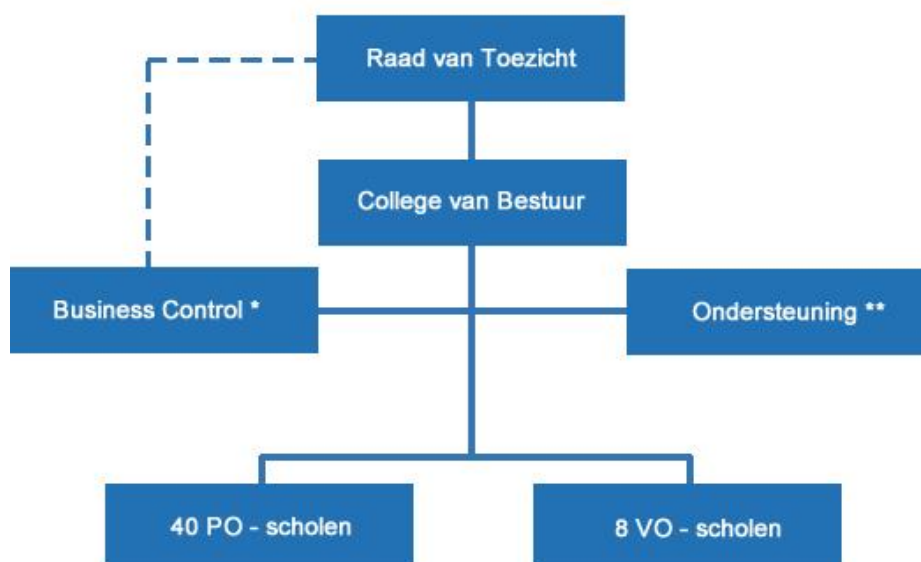 Raad van Toezicht
College van Bestuur
Business Control *
Ondersteuning **
40 PO - scholen
8 VO - scholen